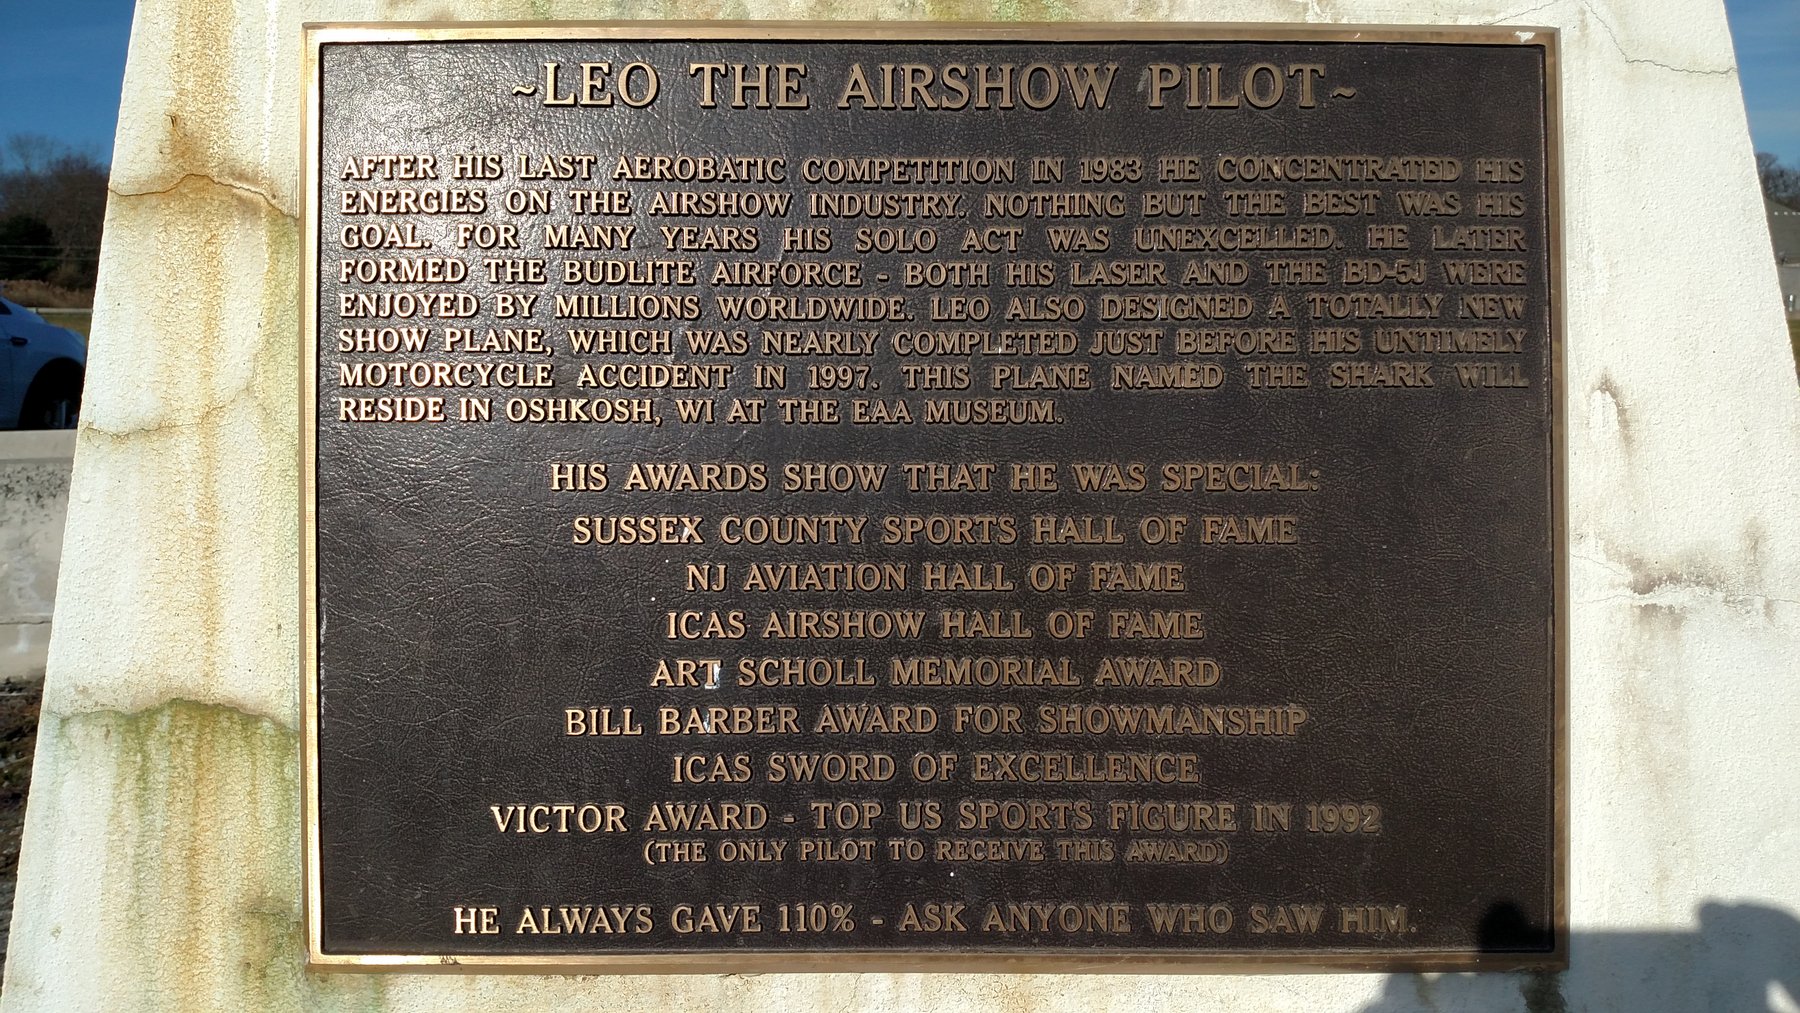 ~LEO THE AIRSHOW PILOT~
AFTER HIS LAST AEROBATIC COMPETITION IN 1983 HE CONCENTRATED HIS
ENERGIES ON THE AIRSHOW INDUSTRY. NOTHING BUT THE BEST WAS HIS
GOAL. FOR MANY YEARS HIS SOLO ACT WAS UNEXCELLED. HE LATER
FORMED THE BUDLITE AIRFORCE - BOTH HIS LASER AND THE BD-5J WERE
ENJOYED BY MILLIONS WORLDWIDE. LEO ALSO DESIGNED A TOTALLY NEW
SHOW PLANE, WHICH WAS NEARLY COMPLETED JUST BEFORE HIS UNTIMELY
MOTORCYCLE ACCIDENT IN 1997. THIS PLANE NAMED THE SHARK WILL
RESIDE IN OSHKOSH, WI AT THE EAA MUSEUM.
HIS AWARDS SHOW THAT HE WAS SPECIAL:
SUSSEX COUNTY SPORTS HALL OF FAME
NJ AVIATION HALL OF FAME
ICAS AIRSHOW HALL OF FAME
ART SCHOLL MEMORIAL AWARD
BILL BARBER AWARD FOR SHOWMANSHIP
ICAS SWORD OF EXCELLENCE
VICTOR AWARD - TOP US SPORTS FIGURE IN 1992
(THE ONLY PILOT TO RECEIVE THIS AWARD)
HE ALWAYS GAVE 110% - ASK ANYONE WHO SAW HIM.